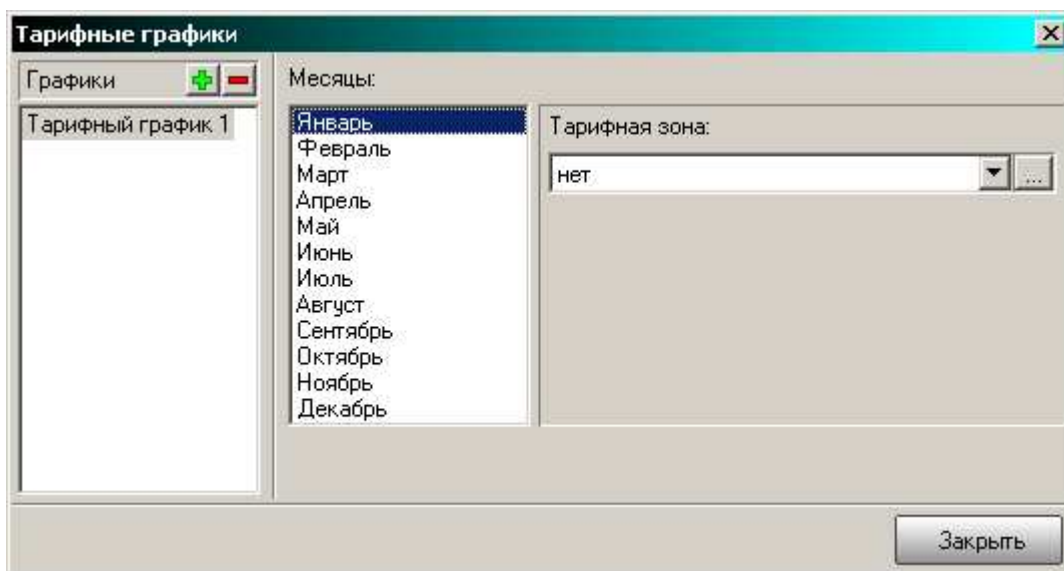 Тарифные графики
Графики
Тарифный график 1
Месяцы:
Январь
Февраль
Март
Апрель
Май
Июнь
Июль
Август
Сентябрь
Октябрь
Ноябрь
Декабрь
Тарифная зона:
нет
...
Закрыть